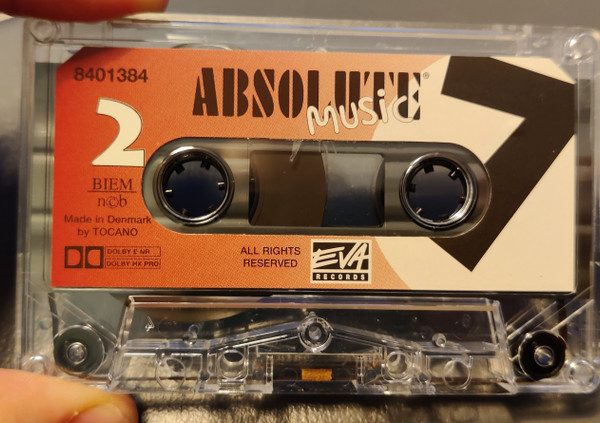 8401384
ABSOLUTE®
Music
7
2
BIEM
n©b
Made in Denmark
by TOCANO
DOLBY B NR
DOLBY HX PRO
ALL RIGHTS
RESERVED
EVA
RECORDS